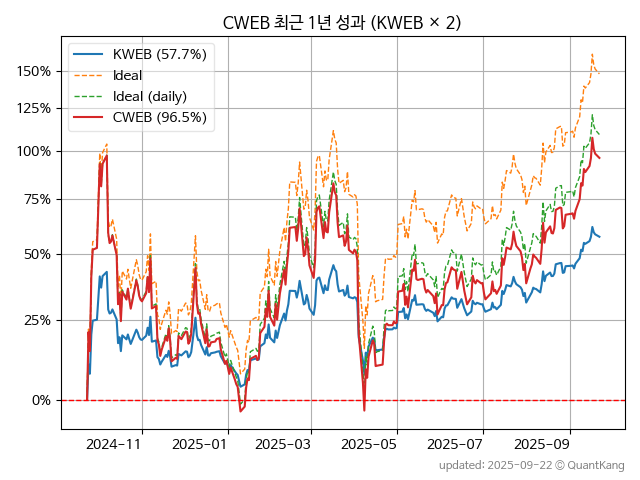 CWEB 최근 1년 성과 (KWEB × 2)
KWEB (57.7%)
Ideal
Ideal (daily)
CWEB (96.5%)
150%
125%
100%
75%
50%
25%
0%
2024-11
2025-01
2025-03
2025-05
2025-07
2025-09
updated: 2025-09-22 © QuantKang